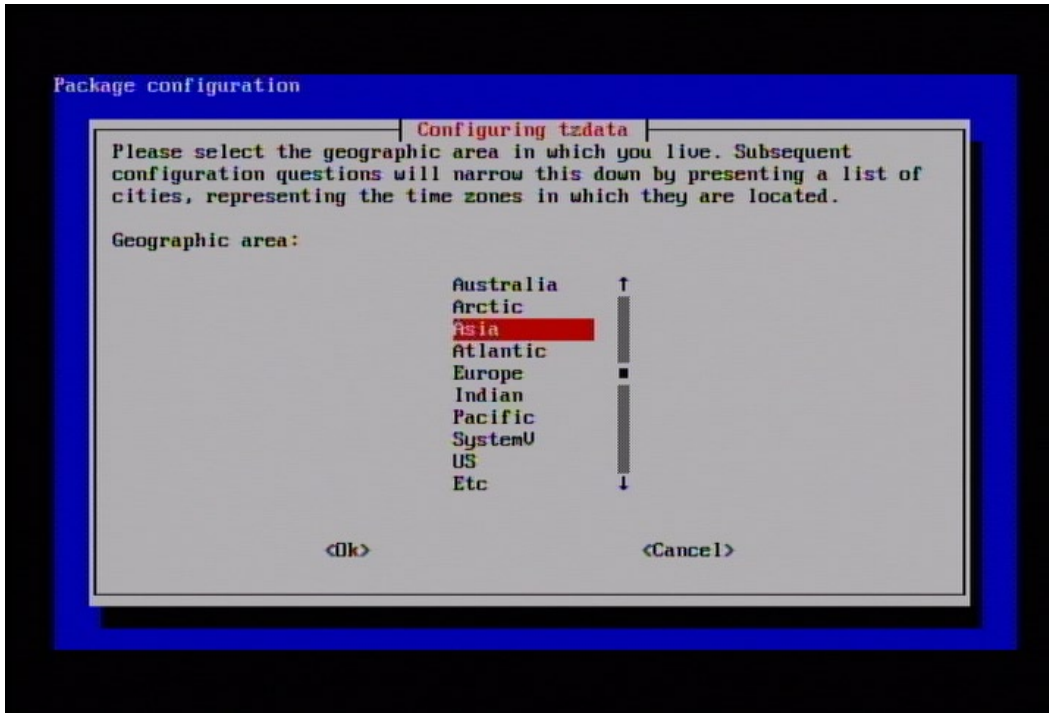 Package configuration
Configuring tzdata
Please select the geographic area in which you live. Subsequent
configuration questions will narrow this down by presenting a list of
cities, representing the time zones in which they are located.
Geographic area:
Australia
Arctic
Asia
Atlantic
Europe
Indian
Pacific
SystemV
US
Etc
<Ok> <Cancel>